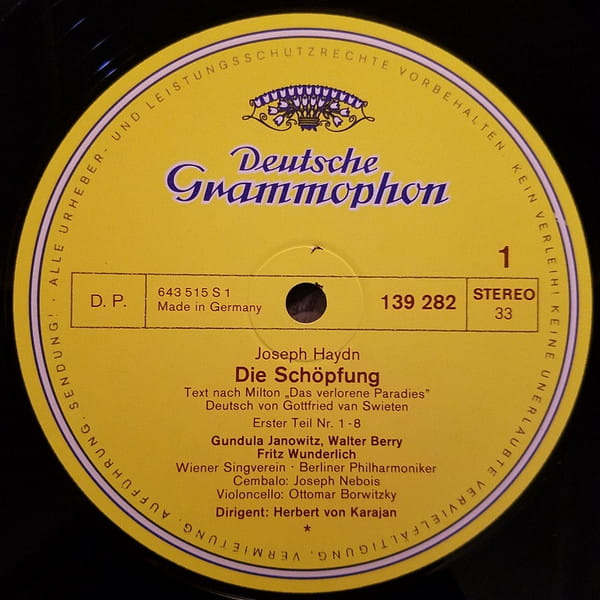 ALLE URHEBER- UND LEISTUNGSSCHUTZRECHTE VORBEHALTEN. KEIN VERLEIH! KEINE UNERLAUBTE VERVIELFÄLTIGUNG, VERMIETUNG, AUFFÜHRUNG, SENDUNG! ·
Deutsche
Grammophon
1
D. P.
643 515 S 1
Made in Germany
139 282
STEREO
33
Joseph Haydn
Die Schöpfung
Text nach Milton „Das verlorene Paradies”
Deutsch von Gottfried van Swieten
Erster Teil Nr. 1 - 8
Gundula Janowitz, Walter Berry
Fritz Wunderlich
Wiener Singverein · Berliner Philharmoniker
Cembalo: Joseph Nebois
Violoncello: Ottomar Borwitzky
Dirigent: Herbert von Karajan
*